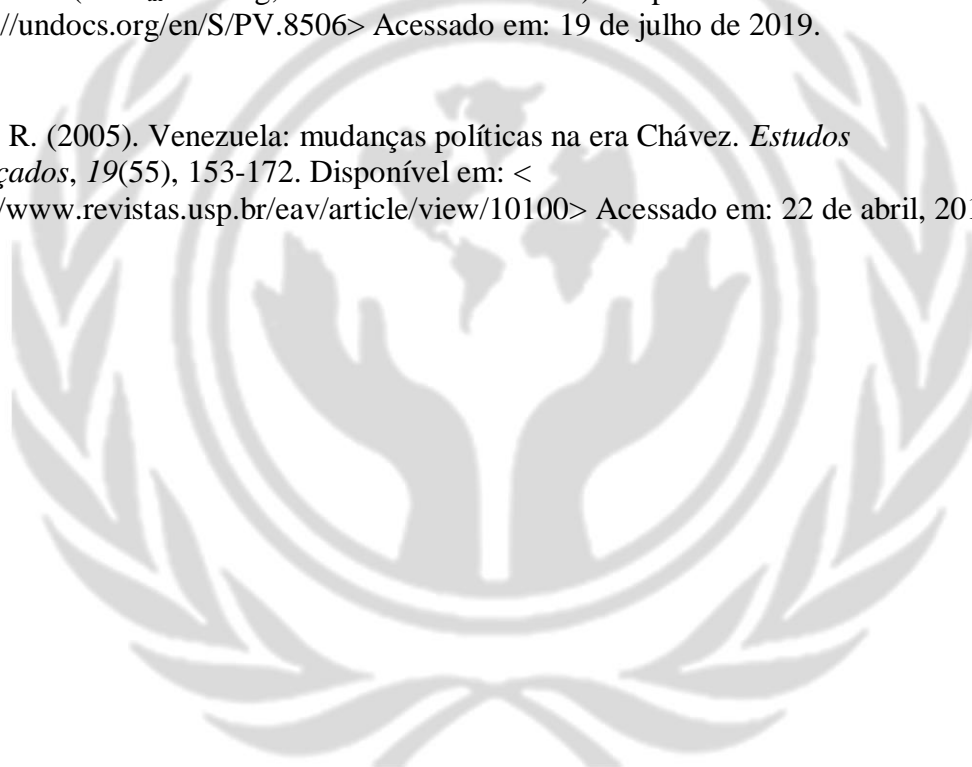 //undocs.org/en/S/PV.8506> Acessado em: 19 de julho de 2019.
R. (2005). Venezuela: mudanças políticas na era Chávez. Estudos
çados, 19(55), 153-172. Disponível em: <
/www.revistas.usp.br/eav/article/view/10100> Acessado em: 22 de abril, 201